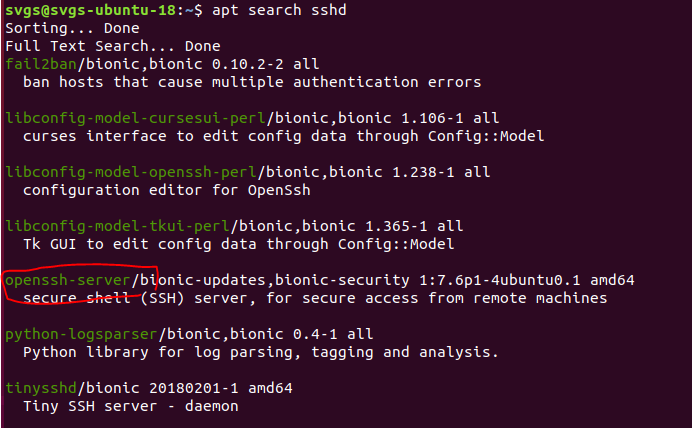 svgs@svgs-ubuntu-18:~$ apt search sshd
Sorting... Done
Full Text Search... Done
fail2ban/bionic,bionic 0.10.2-2 all
  ban hosts that cause multiple authentication errors

libconfig-model-cursesui-perl/bionic,bionic 1.106-1 all
  curses interface to edit config data through Config::Model

libconfig-model-openssh-perl/bionic,bionic 1.238-1 all
  configuration editor for OpenSsh

libconfig-model-tkui-perl/bionic,bionic 1.365-1 all
  Tk GUI to edit config data through Config::Model

openssh-server/bionic-updates,bionic-security 1:7.6p1-4ubuntu0.1 amd64
  secure shell (SSH) server, for secure access from remote machines

python-logsparser/bionic,bionic 0.4-1 all
  Python library for log parsing, tagging and analysis.

tinysshd/bionic 20180201-1 amd64
  Tiny SSH server - daemon